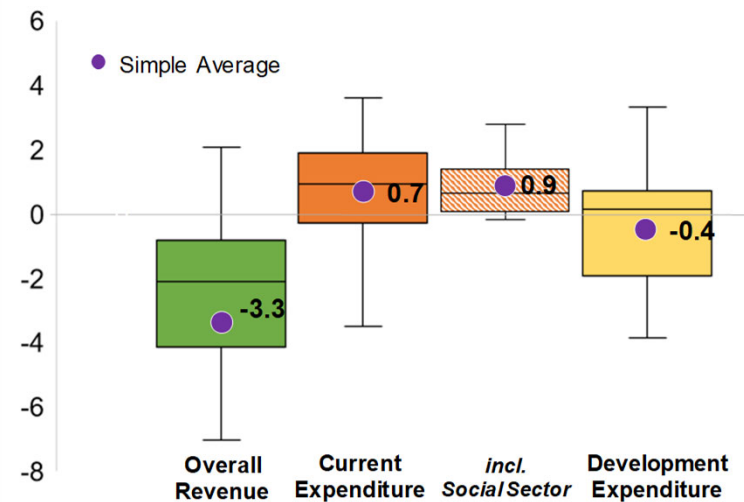 6
Simple Average
4
2
0.7
0.9
0
-0.4
-2
-3.3
-4
-6
Overall
Revenue
Current
Expenditure
incl.
Social Sector
Development
Expenditure
-8